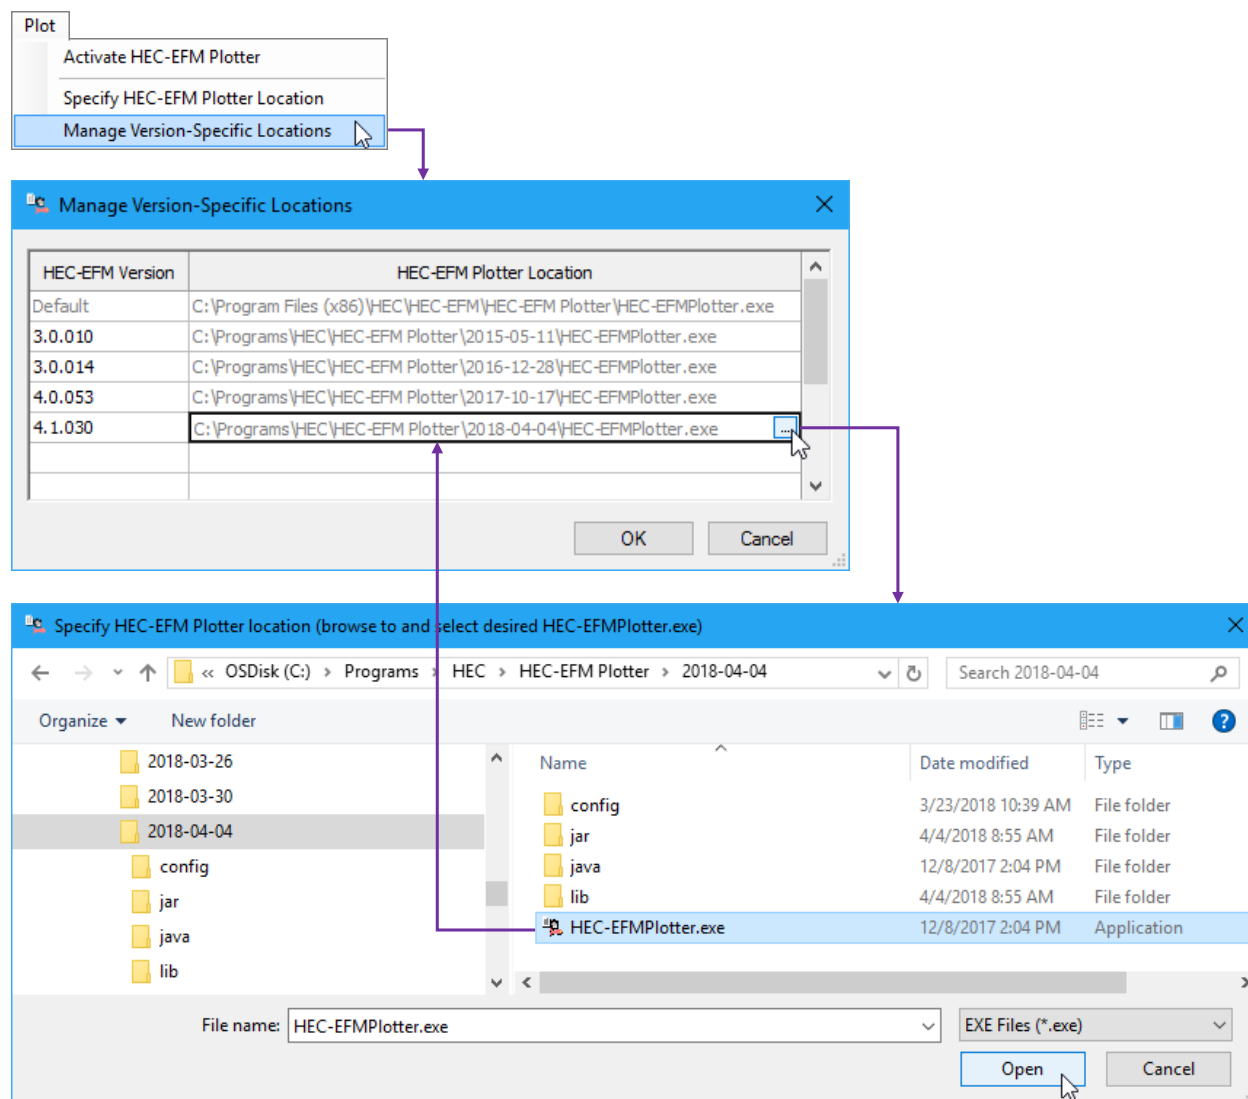 Plot
Activate HEC-EFM Plotter
Specify HEC-EFM Plotter Location
Manage Version-Specific Locations
Manage Version-Specific Locations
HEC-EFM Version HEC-EFM Plotter Location
Default C:\Program Files (x86)\HEC\HEC-EFM\HEC-EFM Plotter\HEC-EFMPlotter.exe
3.0.010 C:\Programs\HEC\HEC-EFM Plotter\2015-05-11\HEC-EFMPlotter.exe
3.0.014 C:\Programs\HEC\HEC-EFM Plotter\2016-12-28\HEC-EFMPlotter.exe
4.0.053 C:\Programs\HEC\HEC-EFM Plotter\2017-10-17\HEC-EFMPlotter.exe
4.1.030 C:\Programs\HEC\HEC-EFM Plotter\2018-04-04\HEC-EFMPlotter.exe ...
OK Cancel
Specify HEC-EFM Plotter location (browse to and select desired HEC-EFMPlotter.exe)
« OSDisk (C:) › Programs › HEC › HEC-EFM Plotter › 2018-04-04 Search 2018-04-04
Organize New folder ?
2018-03-26
2018-03-30
2018-04-04
config
jar
java
lib
Name Date modified Type
config 3/23/2018 10:39 AM File folder
jar 4/4/2018 8:55 AM File folder
java 12/8/2017 2:04 PM File folder
lib 4/4/2018 8:55 AM File folder
HEC-EFMPlotter.exe 12/8/2017 2:04 PM Application
File name: HEC-EFMPlotter.exe EXE Files (*.exe)
Open Cancel